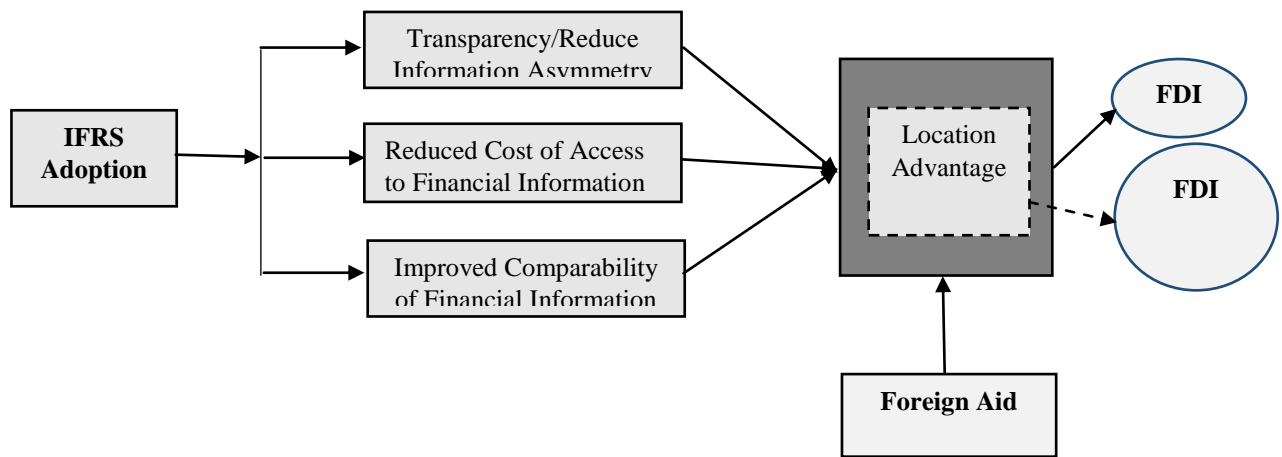 Transparency/Reduce
Information Asymmetry
IFRS
Adoption
Reduced Cost of Access
to Financial Information
Improved Comparability
of Financial Information
Location
Advantage
FDI
FDI
Foreign Aid